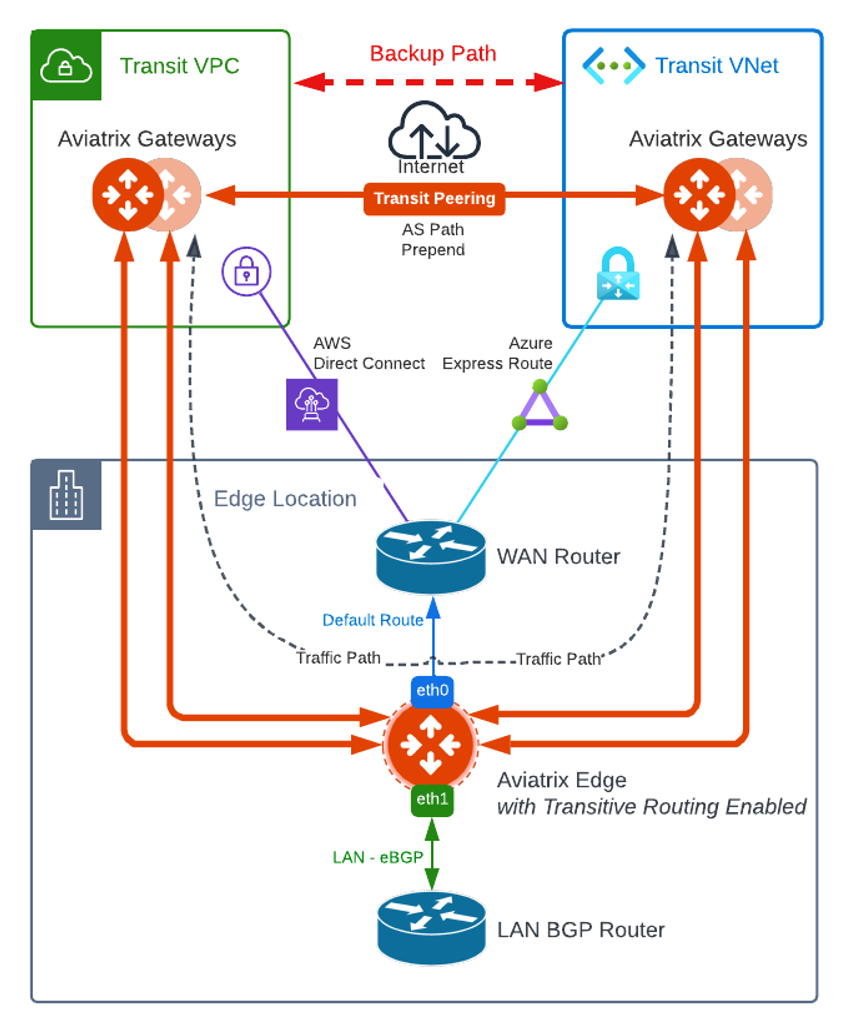 Backup Path
Transit VPC
Transit VNet
Aviatrix Gateways
Aviatrix Gateways
Internet
Transit Peering
AS Path
Prepend
AWS
Direct Connect
Azure
Express Route
Edge Location
WAN Router
Default Route
Traffic Path
Traffic Path
eth0
Aviatrix Edge
with Transitive Routing Enabled
eth1
LAN - eBGP
LAN BGP Router